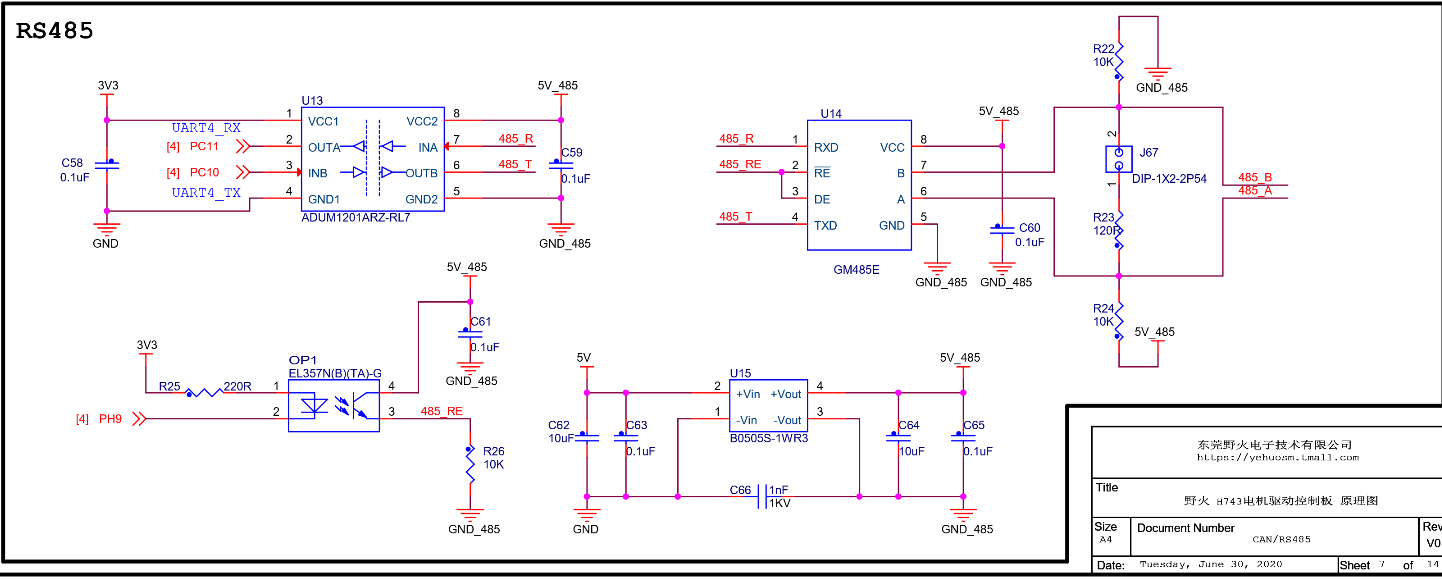 RS485
3V3
U13
5V_485
1 VCC1 VCC2 8
UART4_RX
[4] PC11 2 OUTA INA 7 485_R
C58
0.1uF
C59
0.1uF
[4] PC10 3 INB OUTB 6 485_T
UART4_TX
4 GND1 GND2 5
ADUM1201ARZ-RL7
GND
GND_485
U14
5V_485
485_R 1 RXD VCC 8
485_RE 2 RE B 7
3 DE A 6
485_T 4 TXD GND 5
GM485E
C60
0.1uF
GND_485
GND_485
R22
10K
GND_485
2
J67
DIP-1X2-2P54
1
485_B
485_A
R23
120R
R24
10K
5V_485
5V_485
C61
0.1uF
GND_485
3V3
OP1
EL357N(B)(TA)-G
R25 220R 1 4
[4] PH9 2 3 485_RE
R26
10K
GND_485
5V
U15
5V_485
2 +Vin +Vout 4
1 -Vin -Vout 3
B0505S-1WR3
C62
10uF
C63
0.1uF
C64
10uF
C65
0.1uF
C66 1nF
1KV
GND
GND_485
东莞野火电子技术有限公司
https://yehuosm.tmall.com
Title
野火 H743电机驱动控制板 原理图
Size
A4
Document Number
CAN/RS485
Rev
V0
Date: Tuesday, June 30, 2020 Sheet 7 of 14